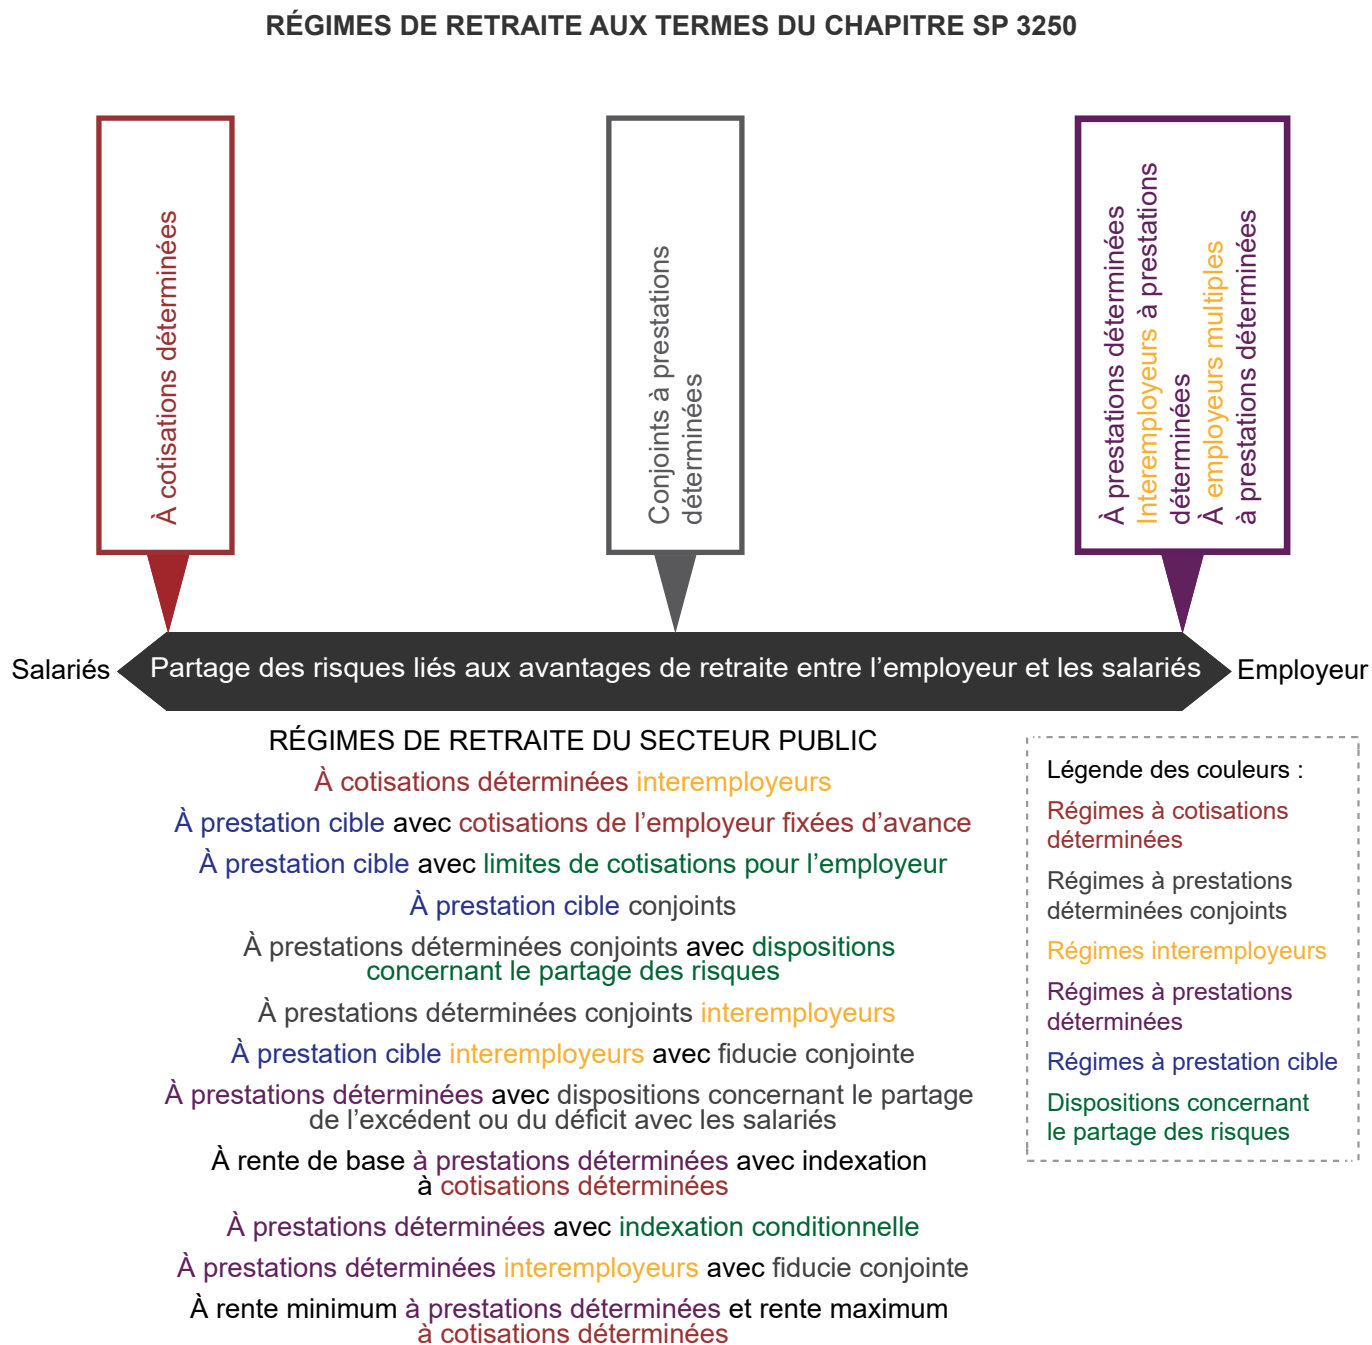 RÉGIMES DE RETRAITE AUX TERMES DU CHAPITRE SP 3250
À cotisations déterminées
Conjoints à prestations
déterminées
À prestations déterminées
Interemployeurs à prestations
déterminées
À employeurs multiples
à prestations déterminées
Salariés
Partage des risques liés aux avantages de retraite entre l’employeur et les salariés
Employeur
RÉGIMES DE RETRAITE DU SECTEUR PUBLIC
À cotisations déterminées interemployeurs
À prestation cible avec cotisations de l’employeur fixées d’avance
À prestation cible avec limites de cotisations pour l’employeur
À prestation cible conjoints
À prestations déterminées conjoints avec dispositions
concernant le partage des risques
À prestations déterminées conjoints interemployeurs
À prestation cible interemployeurs avec fiducie conjointe
À prestations déterminées avec dispositions concernant le partage
de l’excédent ou du déficit avec les salariés
À rente de base à prestations déterminées avec indexation
à cotisations déterminées
À prestations déterminées avec indexation conditionnelle
À prestations déterminées interemployeurs avec fiducie conjointe
À rente minimum à prestations déterminées et rente maximum
à cotisations déterminées
Légende des couleurs :
Régimes à cotisations
déterminées
Régimes à prestations
déterminées conjoints
Régimes interemployeurs
Régimes à prestations
déterminées
Régimes à prestation cible
Dispositions concernant
le partage des risques